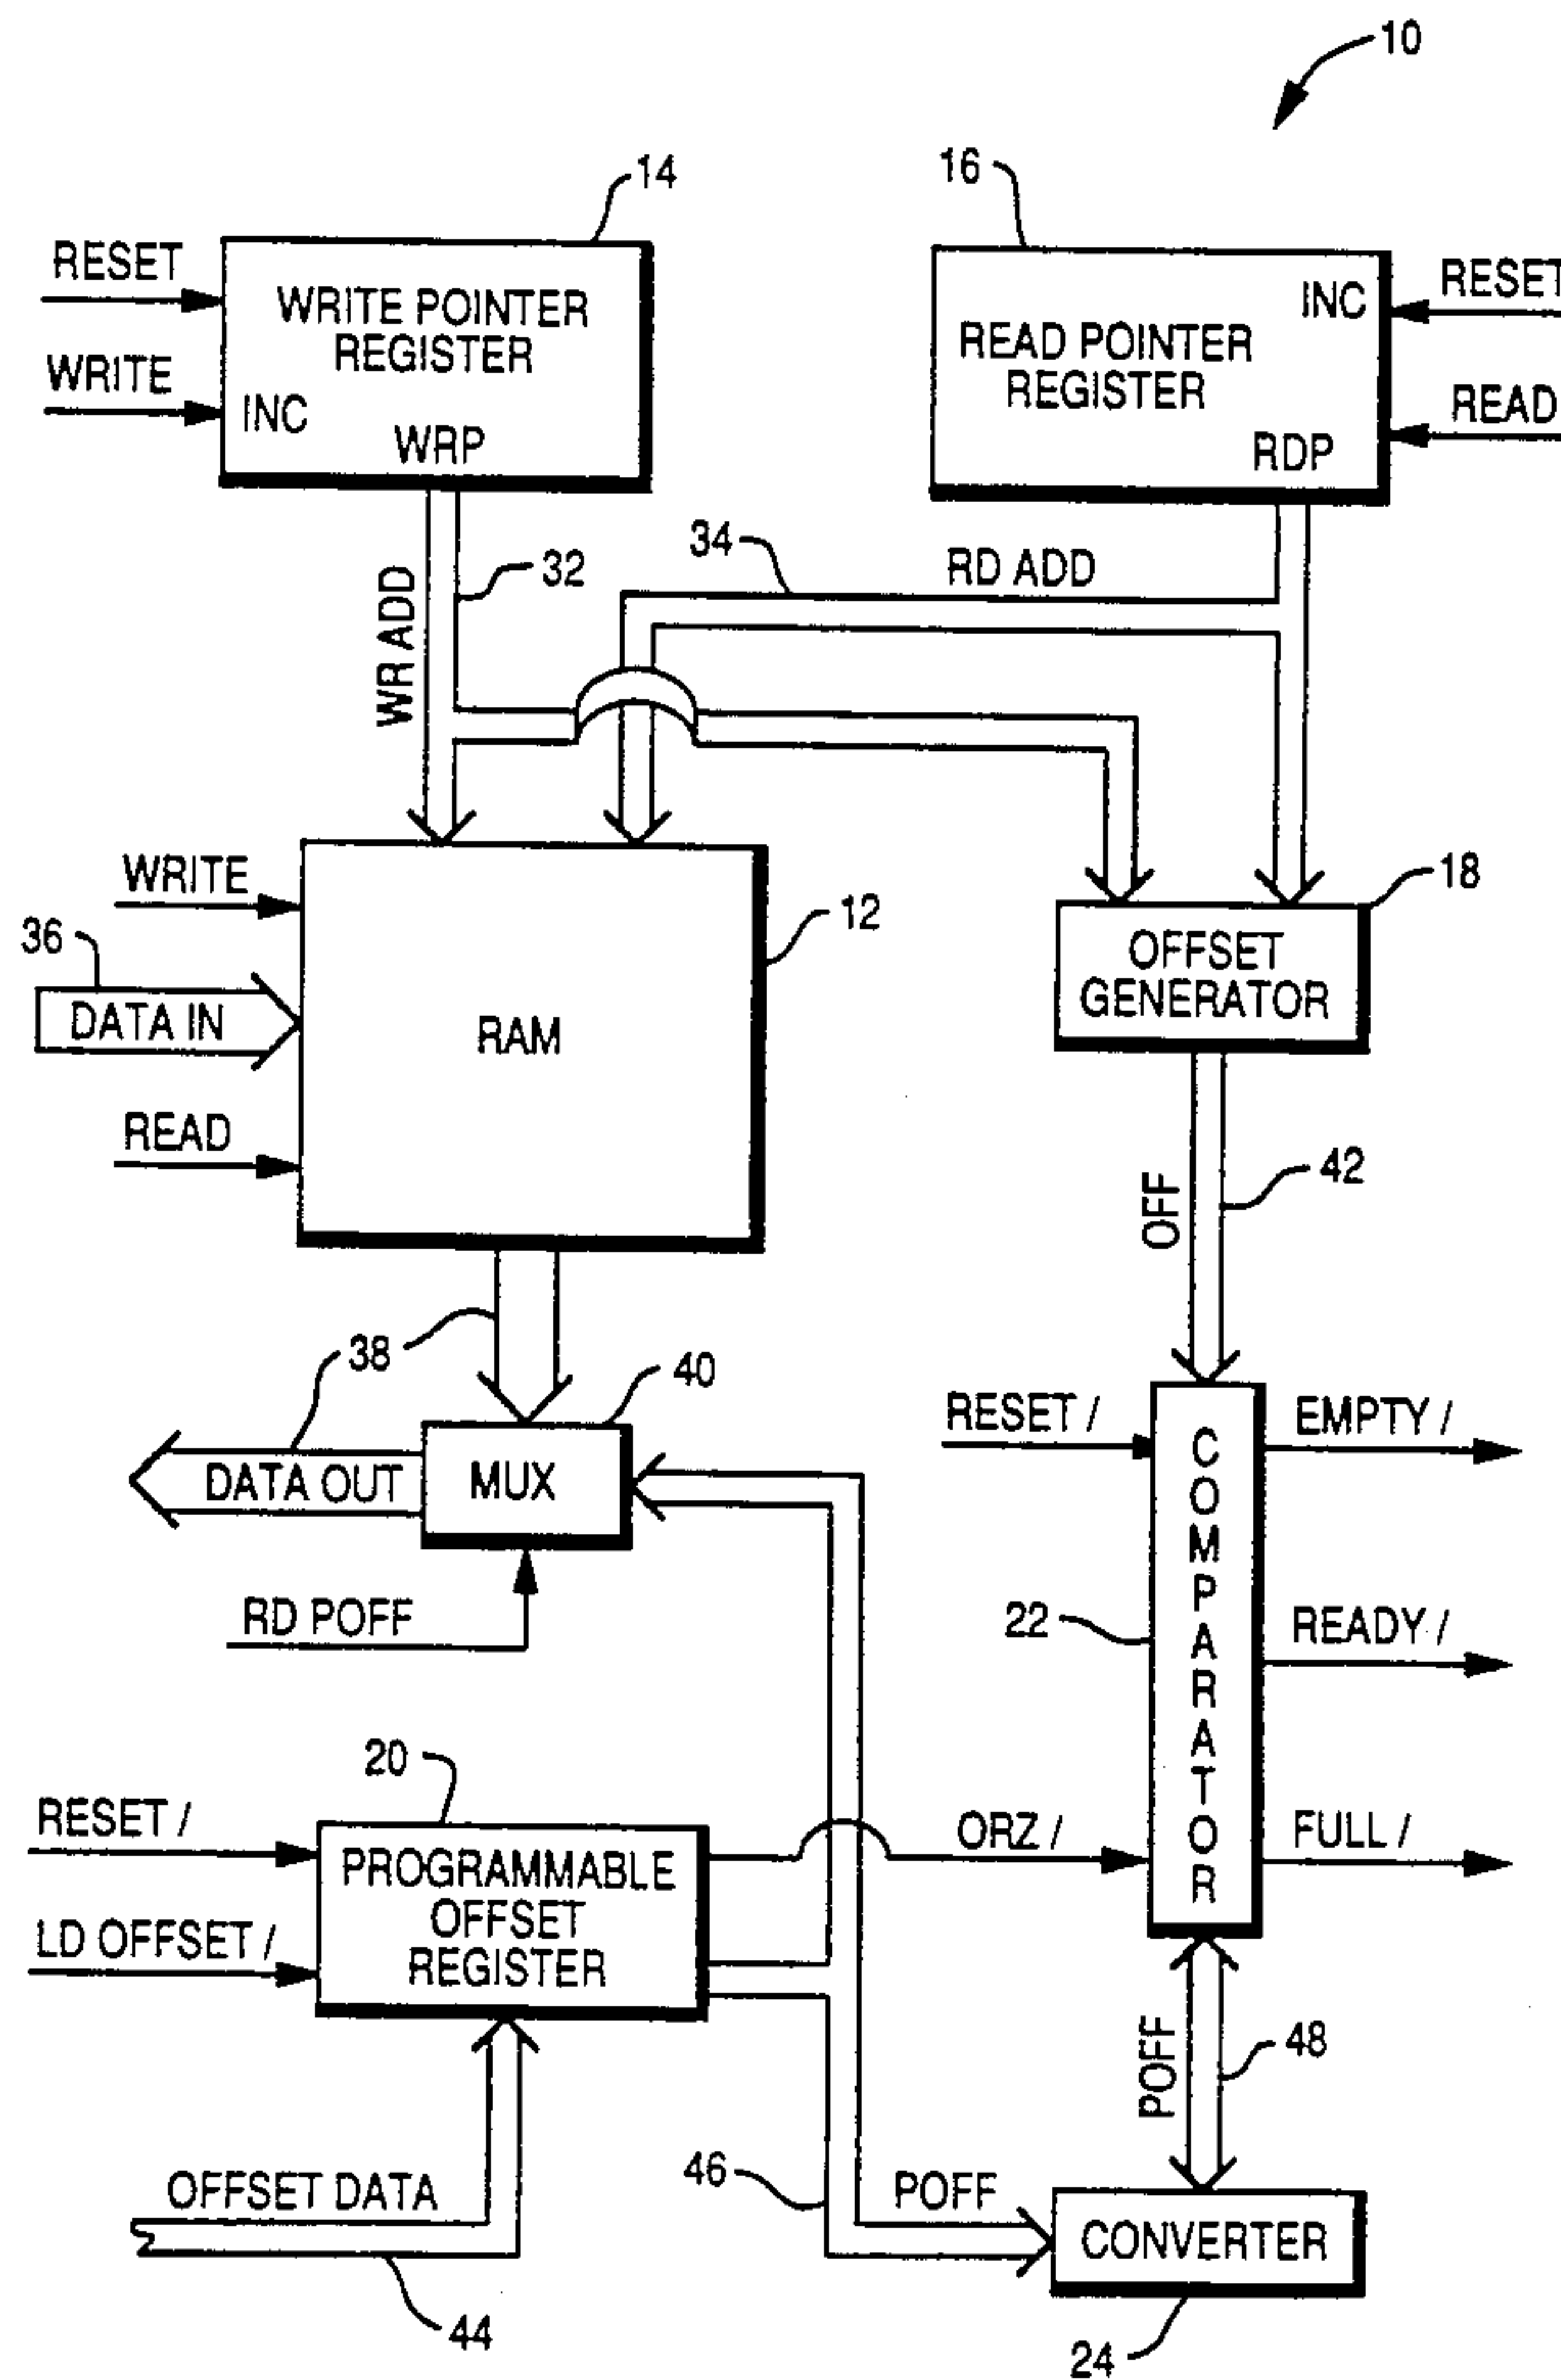 10
14
16
RESET
WRITE POINTER
REGISTER
WRITE
INC
WRP
INC
RESET
READ POINTER
REGISTER
READ
RDP
34
RD ADD
32
WR ADD
WRITE
36
DATA IN
READ
RAM
12
18
OFFSET
GENERATOR
OFF
42
38
40
DATA OUT
MUX
RD POFF
RESET /
COMPARATOR
EMPTY /
22
READY /
FULL /
20
RESET /
PROGRAMMABLE
OFFSET
REGISTER
ORZ /
LD OFFSET /
POFF
48
OFFSET DATA
44
46
POFF
CONVERTER
24